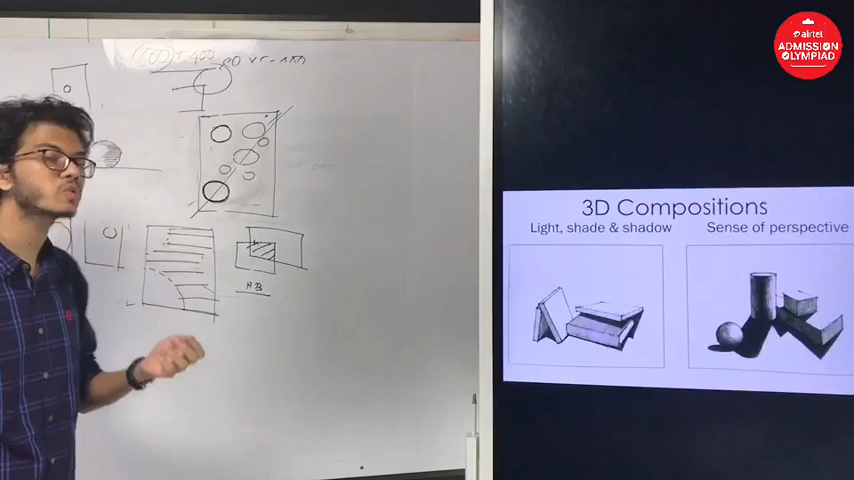 airtel
ADMISSION
OLYMPIAD
3D Compositions
Light, shade & shadow
Sense of perspective
HB